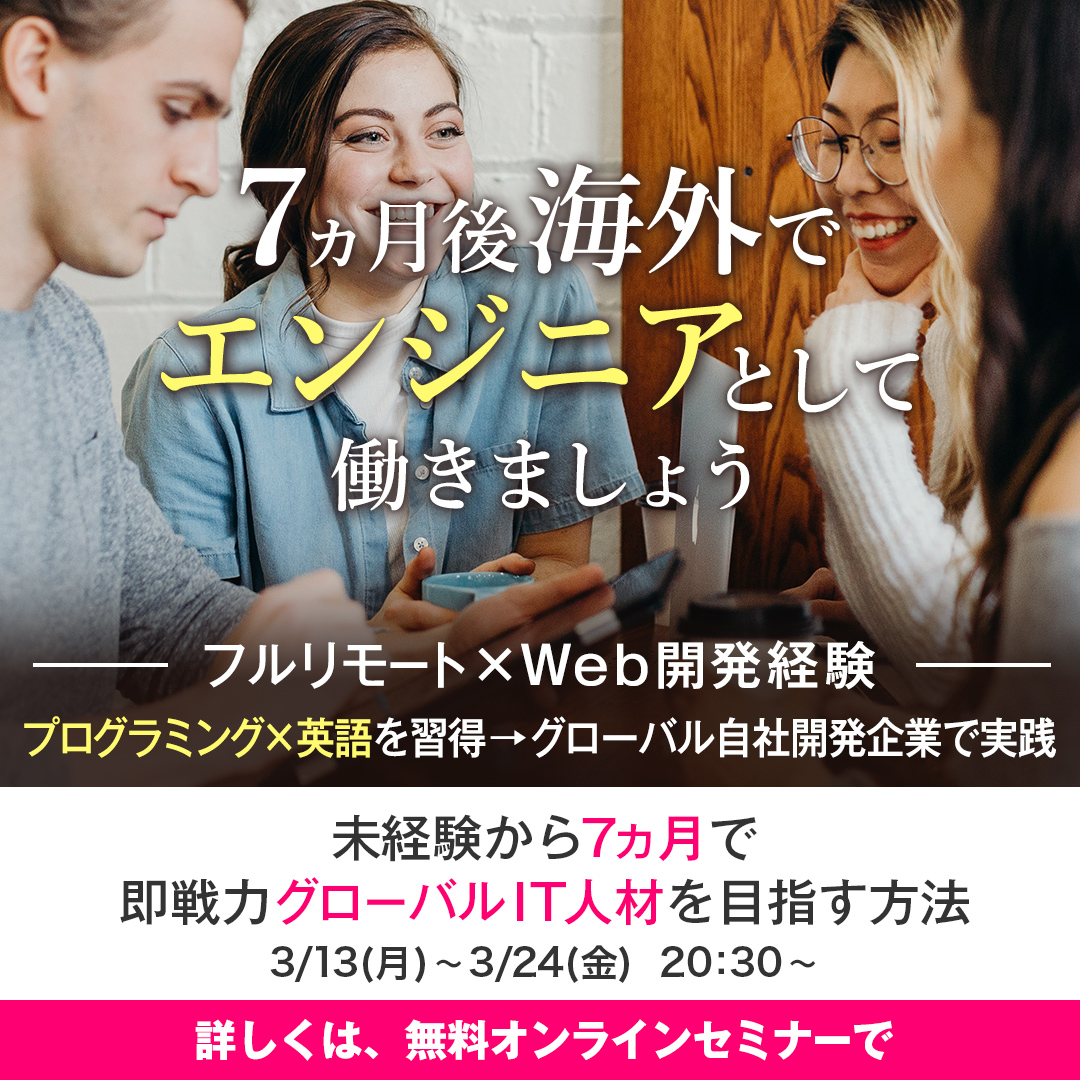 7ヵ月後海外で
エンジニアとして
働きましょう
フルリモート×Web開発経験
プログラミング×英語を習得→グローバル自社開発企業で実践
未経験から7ヵ月で
即戦力グローバルIT人材を目指す方法
3/13(月)～3/24(金) 20:30～
詳しくは、無料オンラインセミナーで